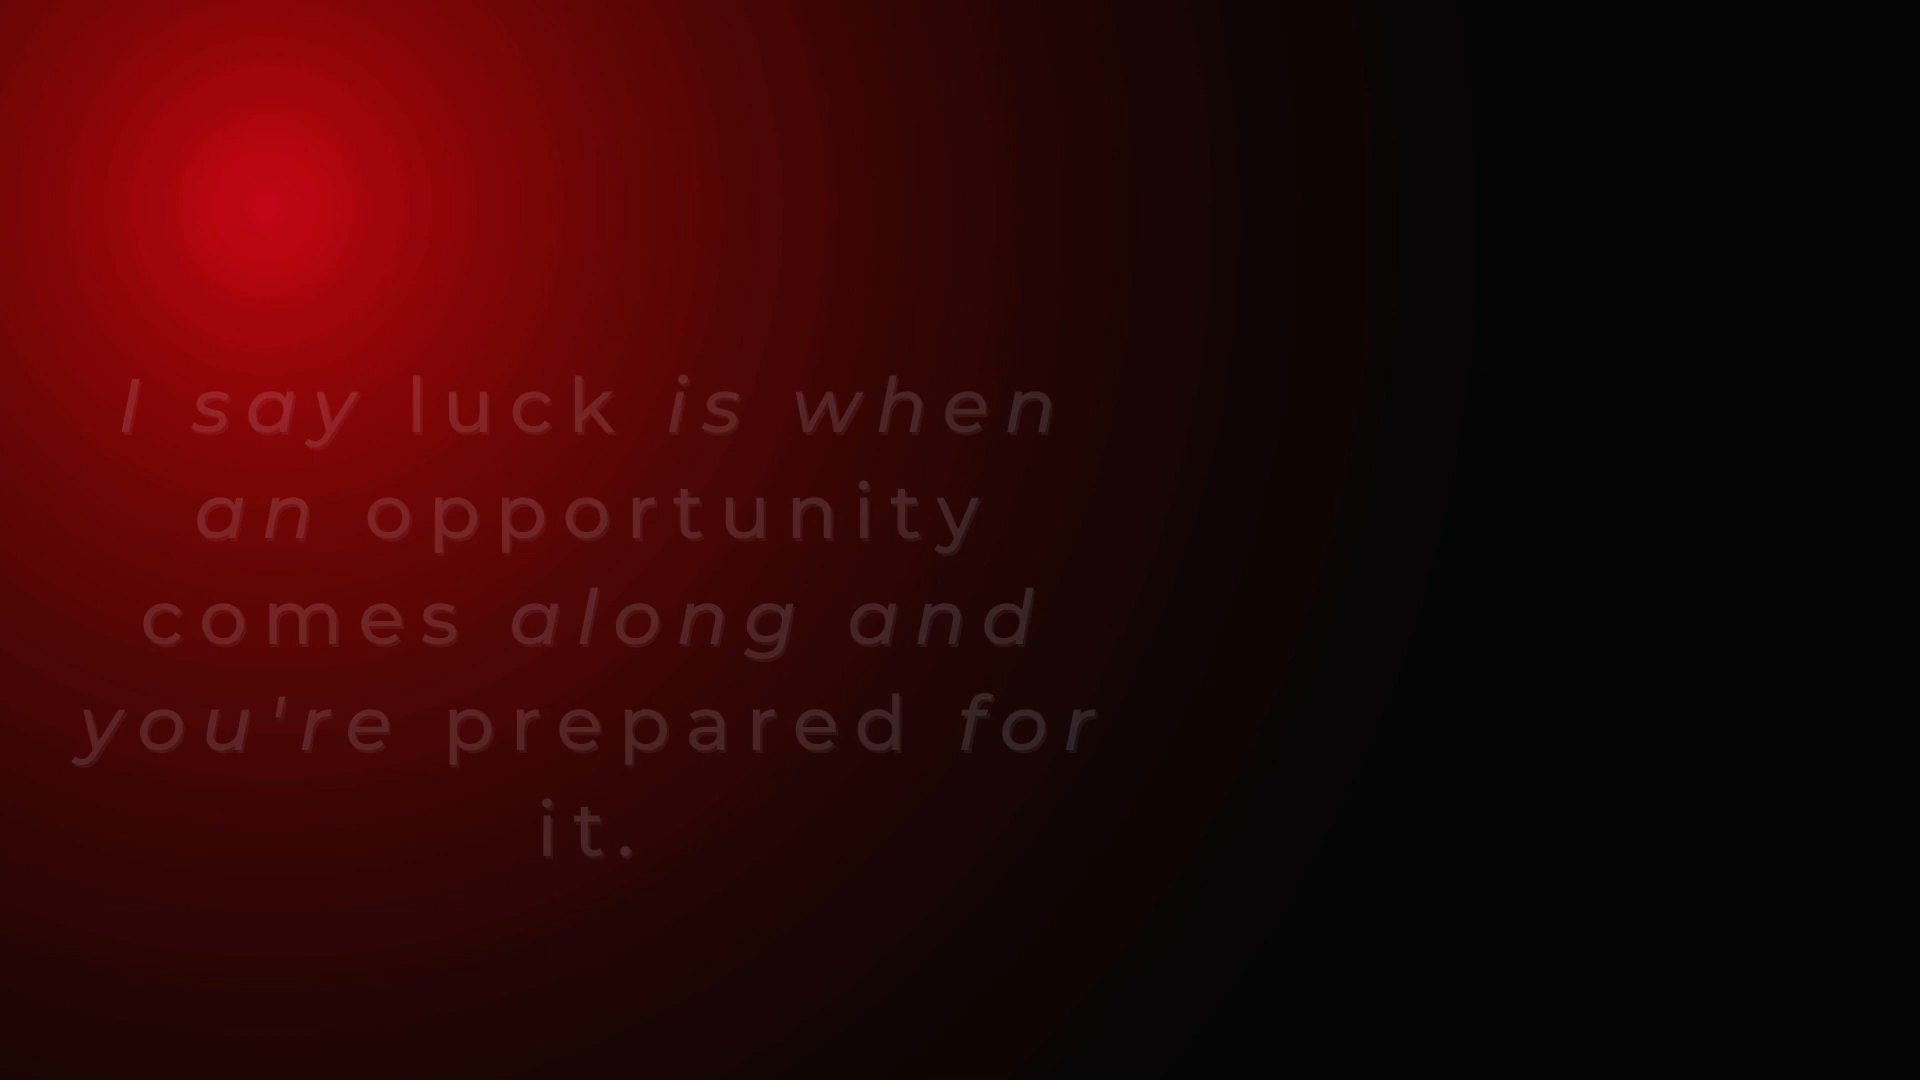 I say luck is when
an opportunity
comes along and
you're prepared for
it.